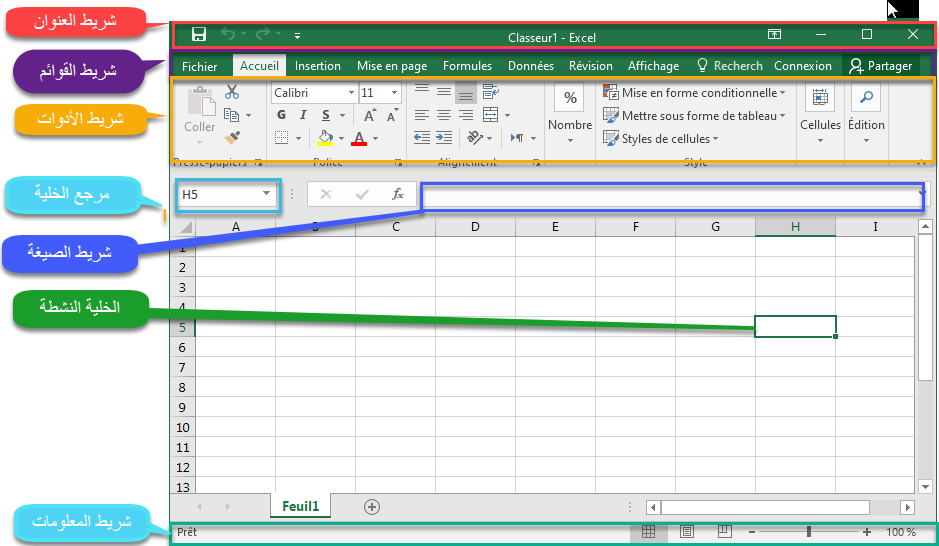 شريط العنوان
Classeur1 - Excel
شريط القوائم
Fichier Accueil Insertion Mise en page Formules Données Révision Affichage Recherch Connexion Partager
شريط الأدوات
Coller
Calibri 11
G I S A A
A
%
Nombre
Mise en forme conditionnelle
Mettre sous forme de tableau
Styles de cellules
Cellules
Édition
Presse-papiers Police Alignement Style
مرجع الخلية
H5 fx
شريط الصيغة
A B C D E F G H I
1
2
3
4
الخلية النشطة
5
6
7
8
9
10
11
12
13
Feuil1
شريط المعلومات
Prêt 100 %